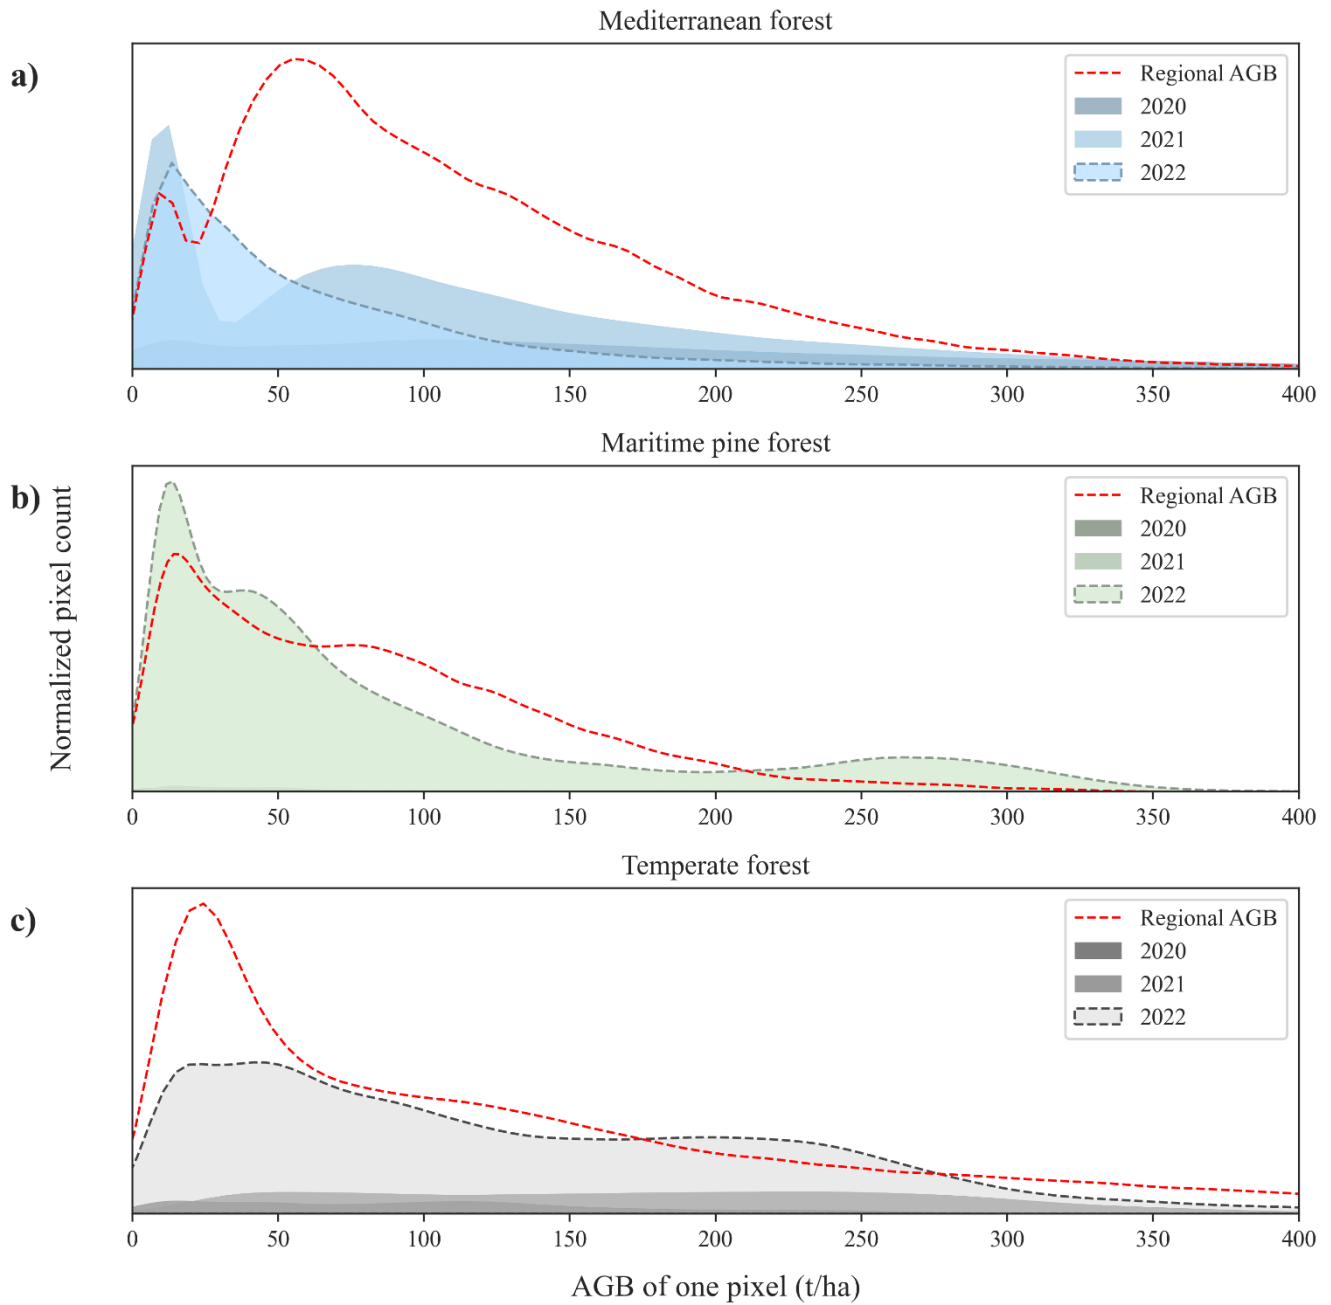 Mediterranean forest
a)
Regional AGB
2020
2021
2022
0 50 100 150 200 250 300 350 400
Maritime pine forest
b)
Normalized pixel count
Regional AGB
2020
2021
2022
0 50 100 150 200 250 300 350 400
Temperate forest
c)
Regional AGB
2020
2021
2022
0 50 100 150 200 250 300 350 400
AGB of one pixel (t/ha)